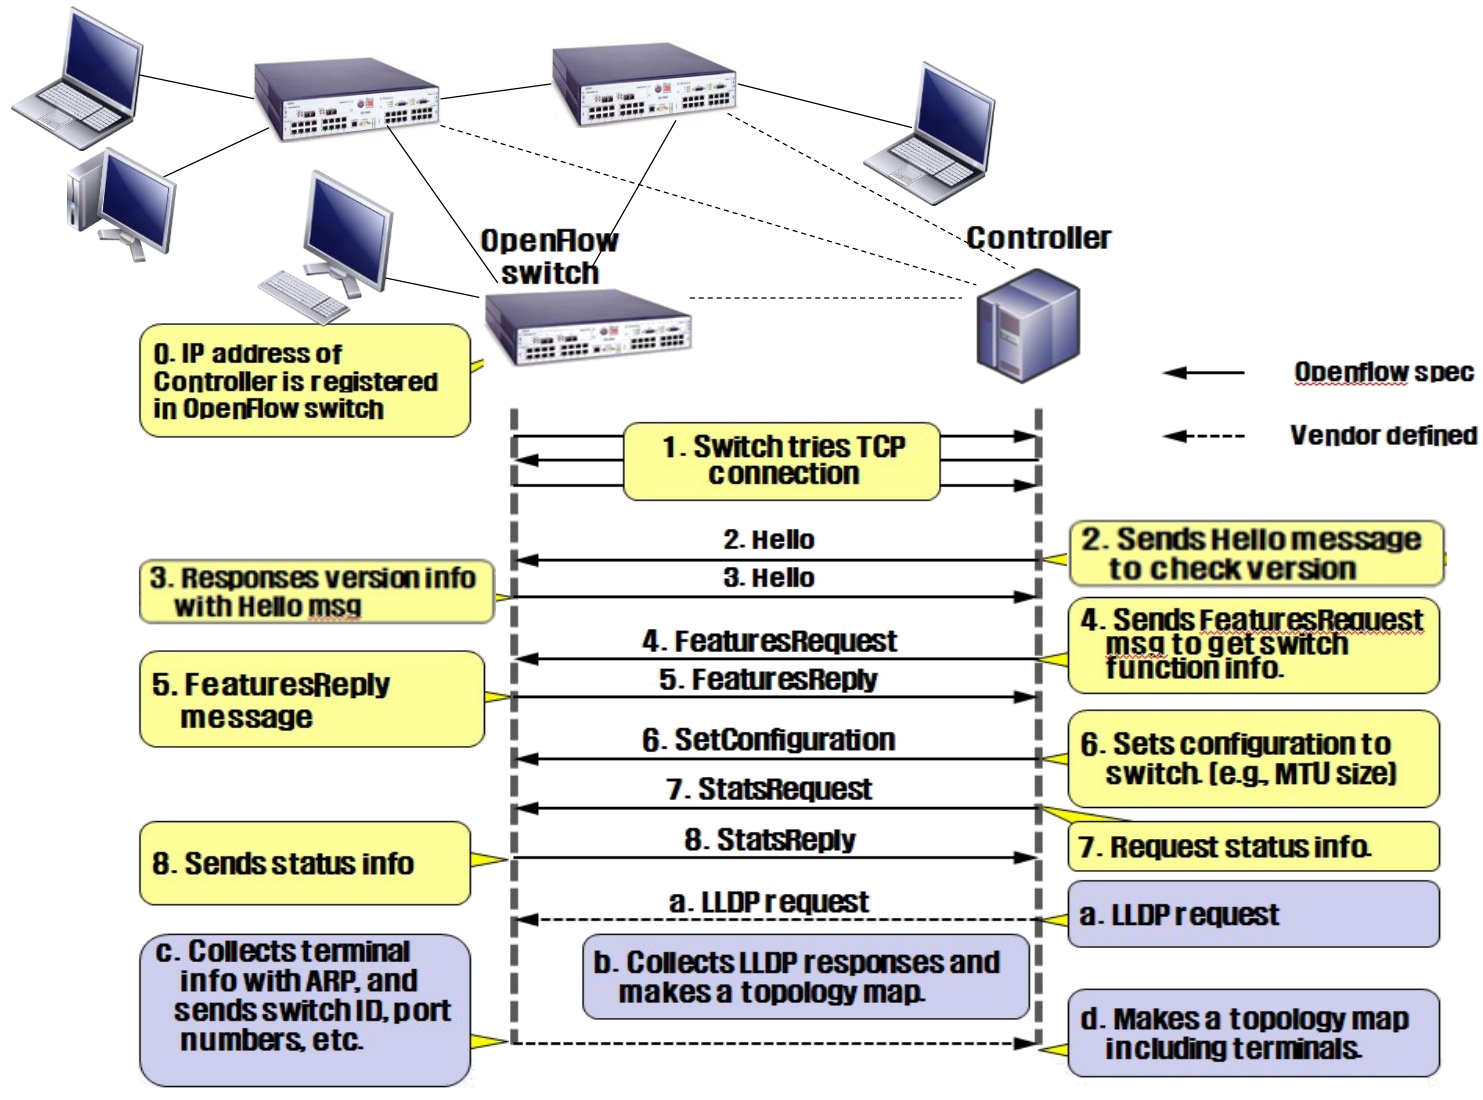 OpenFlow
switch
Controller
0. IP address of
Controller is registered
in OpenFlow switch
Openflow spec
Vendor defined
1. Switch tries TCP
connection
2. Hello
2. Sends Hello message
to check version
3. Responses version info
with Hello msg
3. Hello
4. FeaturesRequest
4. Sends FeaturesRequest
msg to get switch
function info.
5. FeaturesReply
message
5. FeaturesReply
6. SetConfiguration
6. Sets configuration to
switch. (e.g., MTU size)
7. StatsRequest
7. Request status info.
8. Sends status info
8. StatsReply
a. LLDP request
a. LLDP request
c. Collects terminal
info with ARP, and
sends switch ID, port
numbers, etc.
b. Collects LLDP responses and
makes a topology map.
d. Makes a topology map
including terminals.